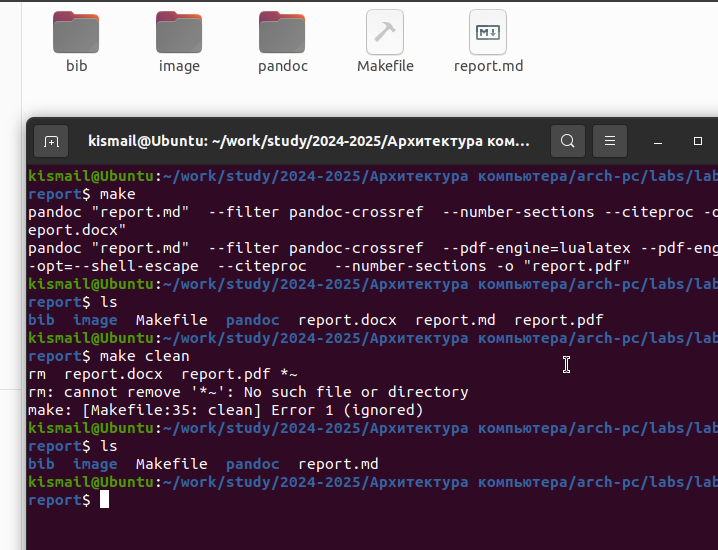 bib image pandoc Makefile report.md
kismail@Ubuntu: ~/work/study/2024-2025/Архитектура ком...
kismail@Ubuntu:~/work/study/2024-2025/Архитектура компьютера/arch-pc/labs/lab
report$ make
pandoc "report.md"  --filter pandoc-crossref  --number-sections --citeproc -o
eport.docx"
pandoc "report.md"  --filter pandoc-crossref  --pdf-engine=lualatex --pdf-eng
-opt=--shell-escape  --citeproc   --number-sections -o "report.pdf"
kismail@Ubuntu:~/work/study/2024-2025/Архитектура компьютера/arch-pc/labs/lab
report$ ls
bib  image  Makefile  pandoc  report.docx  report.md  report.pdf
kismail@Ubuntu:~/work/study/2024-2025/Архитектура компьютера/arch-pc/labs/lab
report$ make clean
rm  report.docx  report.pdf *~
rm: cannot remove '*~': No such file or directory
make: [Makefile:35: clean] Error 1 (ignored)
kismail@Ubuntu:~/work/study/2024-2025/Архитектура компьютера/arch-pc/labs/lab
report$ ls
bib  image  Makefile  pandoc  report.md
kismail@Ubuntu:~/work/study/2024-2025/Архитектура компьютера/arch-pc/labs/lab
report$